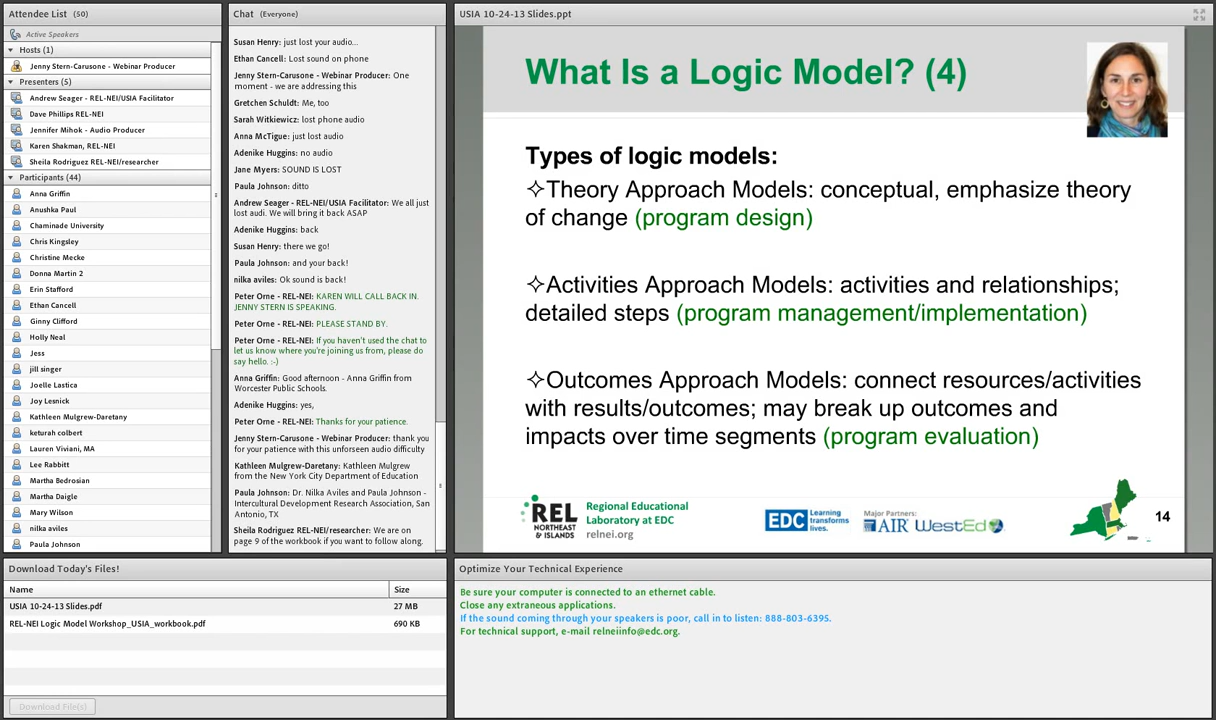 Attendee List (50)
Active Speakers
Hosts (1)
Jenny Stern-Carusone - Webinar Producer
Presenters (5)
Andrew Seager - REL-NEI/USIA Facilitator
Dave Phillips REL-NEI
Jennifer Mihok - Audio Producer
Karen Shakman, REL-NEI
Sheila Rodriguez REL-NEI/researcher
Participants (44)
Anna Griffin
Anushka Paul
Chaminade University
Chris Kingsley
Christine Mecke
Donna Martin 2
Erin Stafford
Ethan Cancell
Ginny Clifford
Holly Neal
Jess
jill singer
Joelle Lastica
Joy Lesnick
Kathleen Mulgrew-Daretany
keturah colbert
Lauren Viviani, MA
Lee Rabbitt
Martha Bedrosian
Martha Daigle
Mary Wilson
nilka aviles
Paula Johnson
Chat (Everyone)
Susan Henry: just lost your audio...
Ethan Cancell: Lost sound on phone
Jenny Stern-Carusone - Webinar Producer: One
moment - we are addressing this
Gretchen Schuldt: Me, too
Sarah Witkiewicz: lost phone audio
Anna McTigue: just lost audio
Adenike Huggins: no audio
Jane Myers: SOUND IS LOST
Paula Johnson: ditto
Andrew Seager - REL-NEI/USIA Facilitator: We all just
lost audi. We will bring it back ASAP
Adenike Huggins: back
Susan Henry: there we go!
Paula Johnson: and your back!
nilka aviles: Ok sound is back!
Peter Orne - REL-NEI: KAREN WILL CALL BACK IN.
JENNY STERN IS SPEAKING.
Peter Orne - REL-NEI: PLEASE STAND BY.
Peter Orne - REL-NEI: If you haven't used the chat to
let us know where you're joining us from, please do
say hello. :-)
Anna Griffin: Good afternoon - Anna Griffin from
Worcester Public Schools.
Adenike Huggins: yes,
Peter Orne - REL-NEI: Thanks for your patience.
Jenny Stern-Carusone - Webinar Producer: thank you
for your patience with this unforseen audio difficulty
Kathleen Mulgrew-Daretany: Kathleen Mulgrew
from the New York City Department of Education
Paula Johnson: Dr. Nilka Aviles and Paula Johnson -
Intercultural Development Research Association, San
Antonio, TX
Sheila Rodriguez REL-NEI/researcher: We are on
page 9 of the workbook if you want to follow along.
USIA 10-24-13 Slides.ppt
What Is a Logic Model? (4)
Types of logic models:
✧Theory Approach Models: conceptual, emphasize theory
of change (program design)
✧Activities Approach Models: activities and relationships;
detailed steps (program management/implementation)
✧Outcomes Approach Models: connect resources/activities
with results/outcomes; may break up outcomes and
impacts over time segments (program evaluation)
REL
NORTHEAST
& ISLANDS
Regional Educational
Laboratory at EDC
relnei.org
EDC Learning
transforms
lives.
Major Partners:
AIR WestEd
14
Download Today's Files!
Name Size
USIA 10-24-13 Slides.pdf 27 MB
REL-NEI Logic Model Workshop_USIA_workbook.pdf 690 KB
Download File(s)
Optimize Your Technical Experience
Be sure your computer is connected to an ethernet cable.
Close any extraneous applications.
If the sound coming through your speakers is poor, call in to listen: 888-803-6395.
For technical support, e-mail relneiinfo@edc.org.